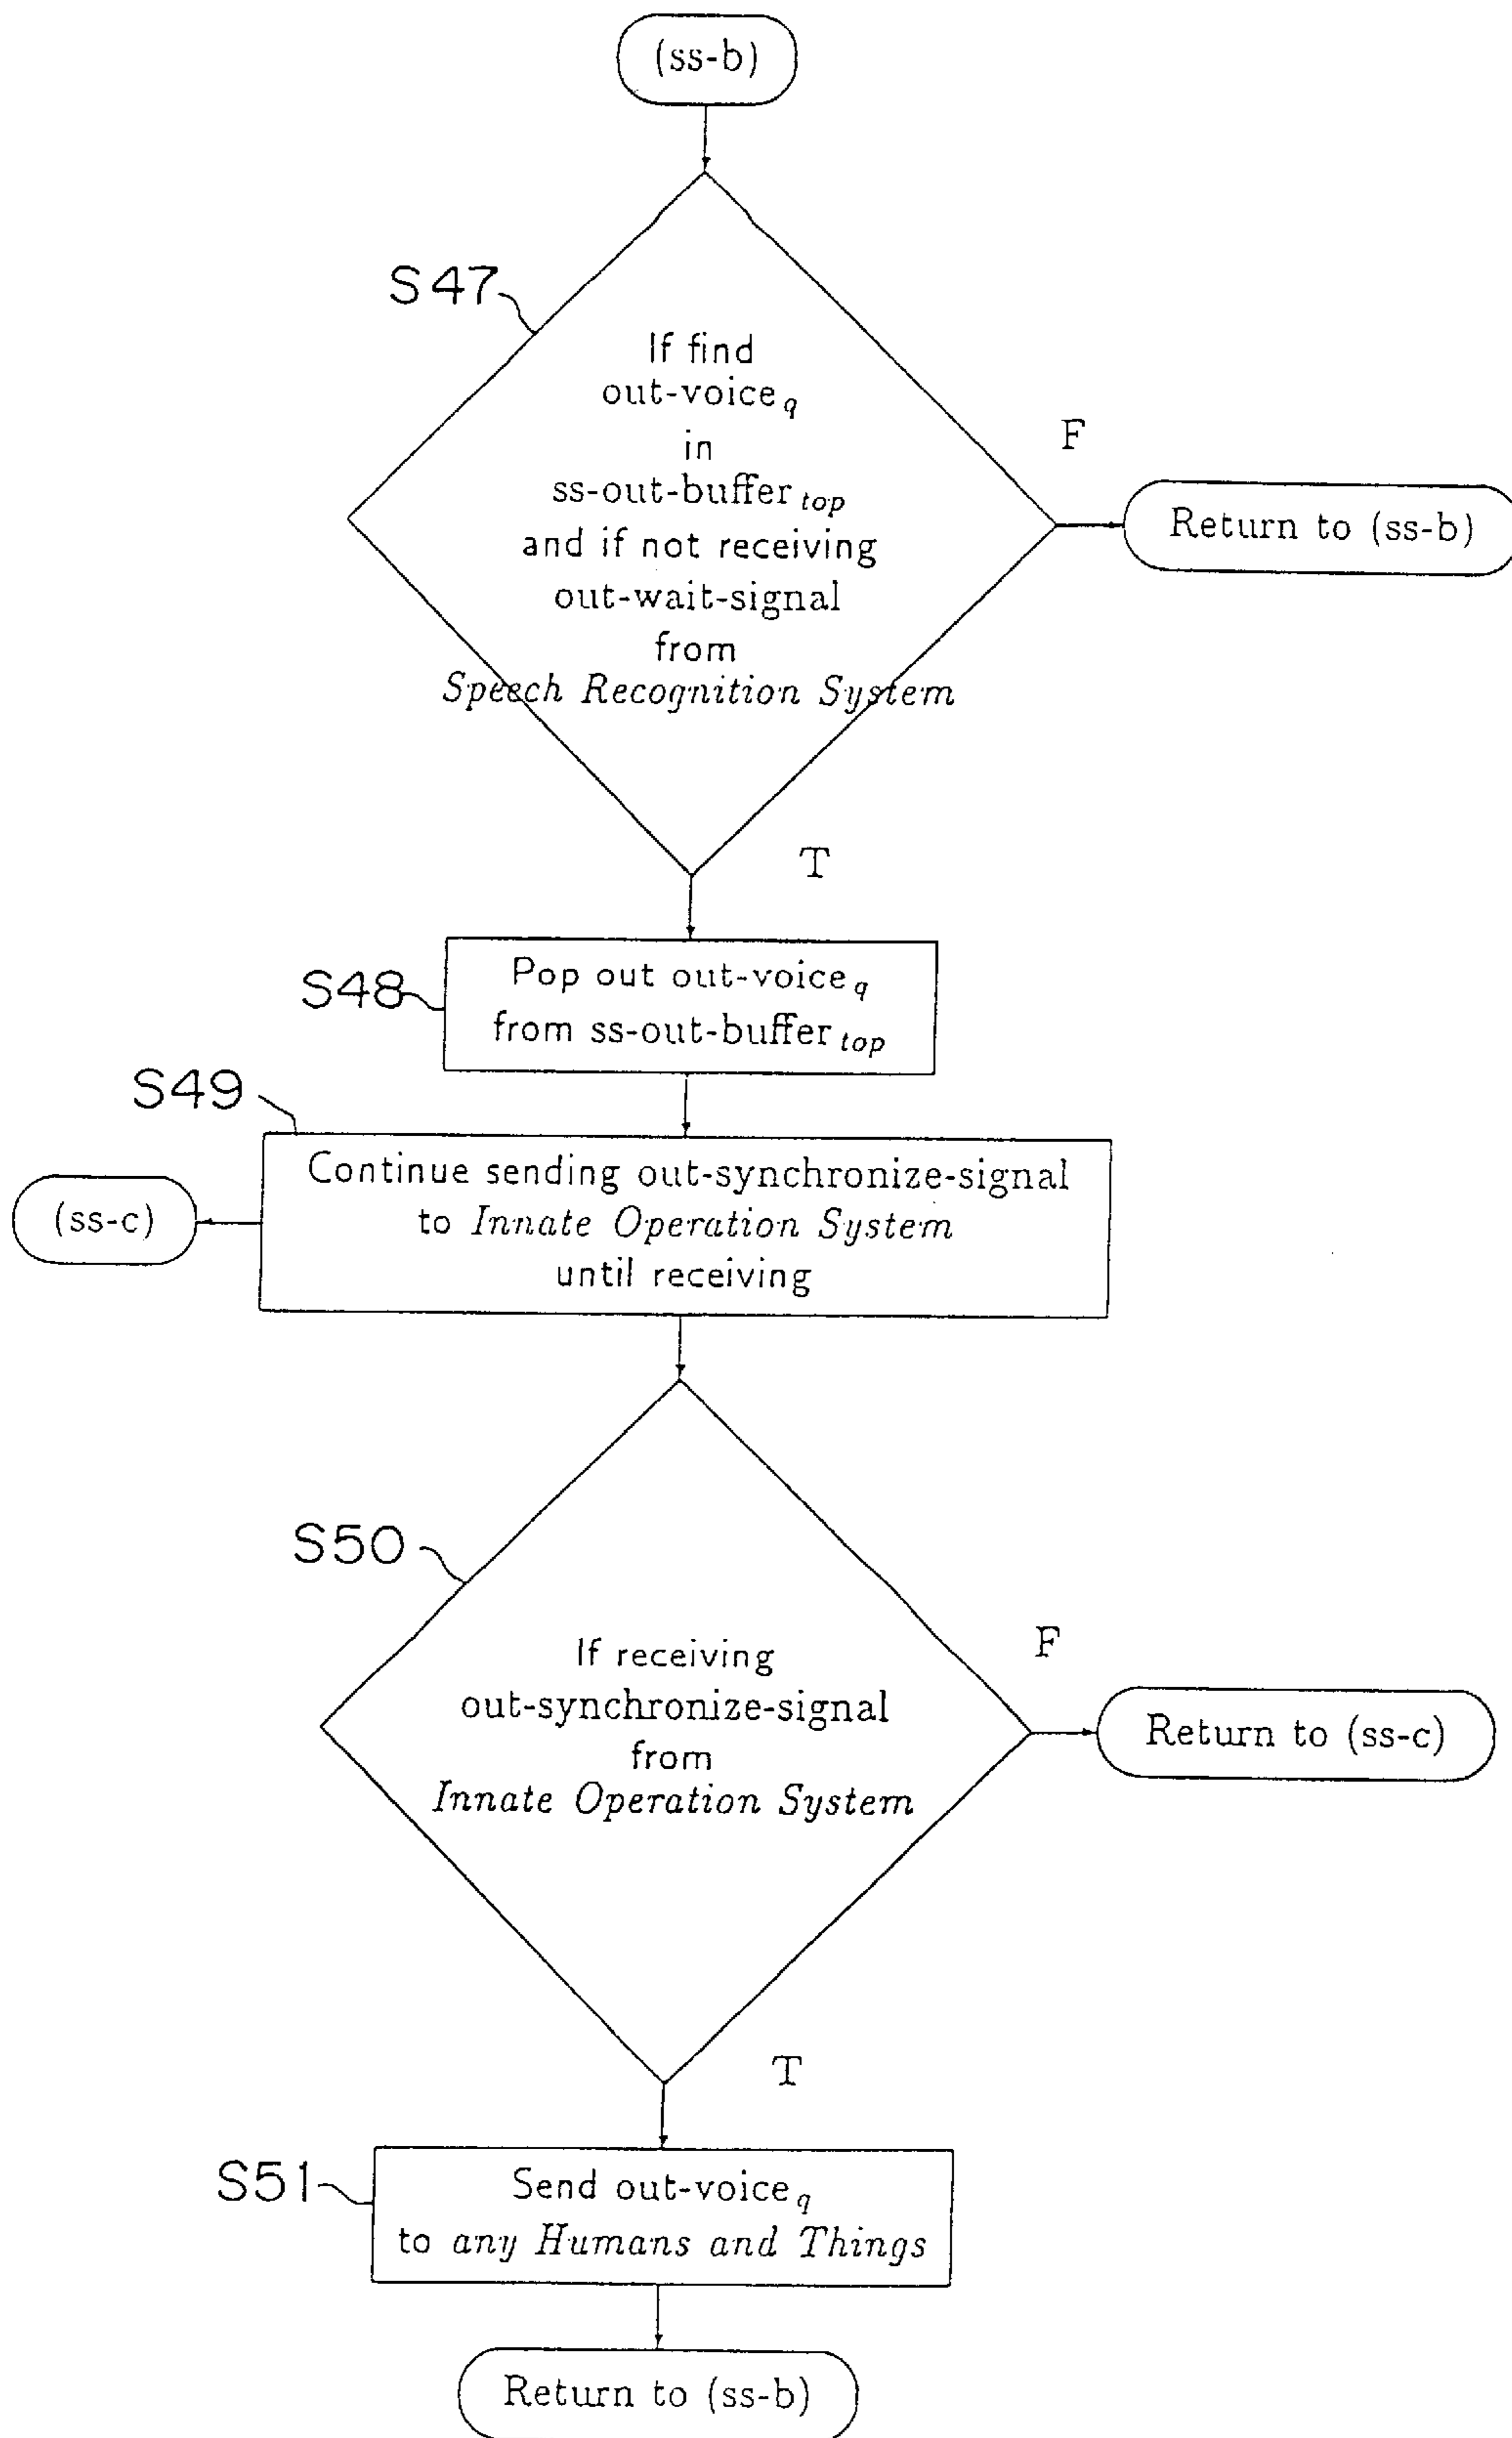 (ss-b)
S47
If find
out-voice q
in
ss-out-buffer top
and if not receiving
out-wait-signal
from
Speech Recognition System
F
Return to (ss-b)
T
S48
Pop out out-voice q
from ss-out-buffer top
S49
Continue sending out-synchronize-signal
to Innate Operation System
until receiving
(ss-c)
S50
If receiving
out-synchronize-signal
from
Innate Operation System
F
Return to (ss-c)
T
S51
Send out-voice q
to any Humans and Things
Return to (ss-b)